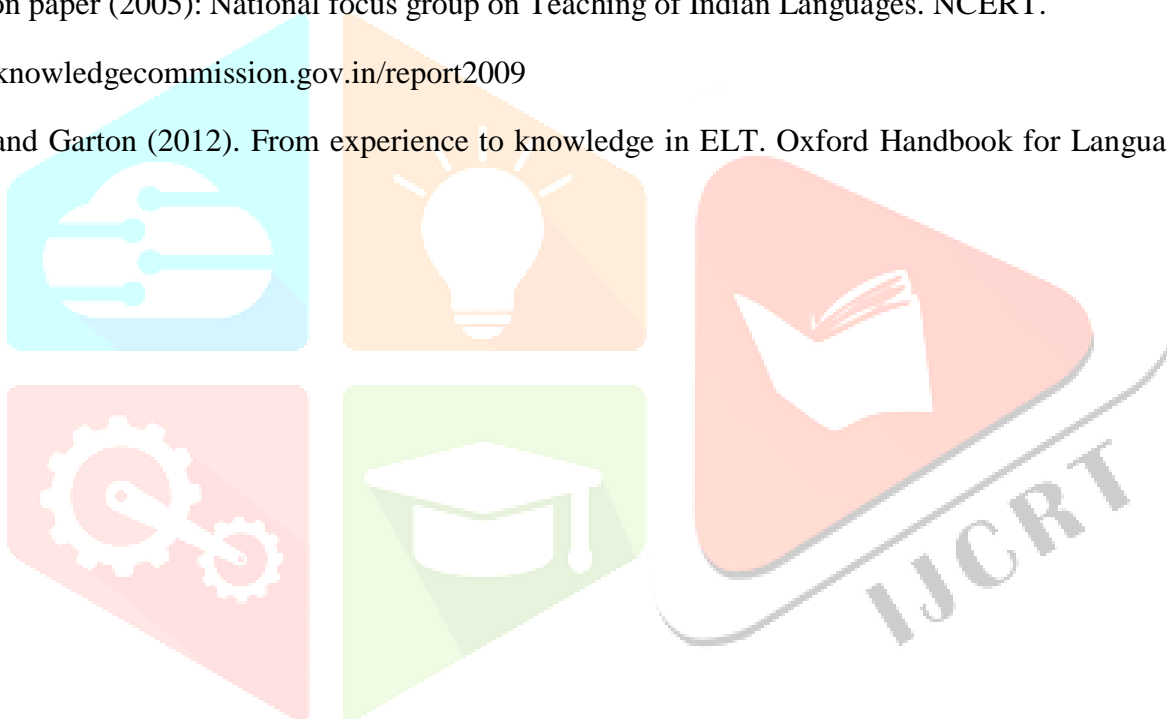 on paper (2005): National focus group on Teaching of Indian Languages. NCERT.
knowledgecommission.gov.in/report2009
and Garton (2012). From experience to knowledge in ELT. Oxford Handbook for Langua
IJCRT